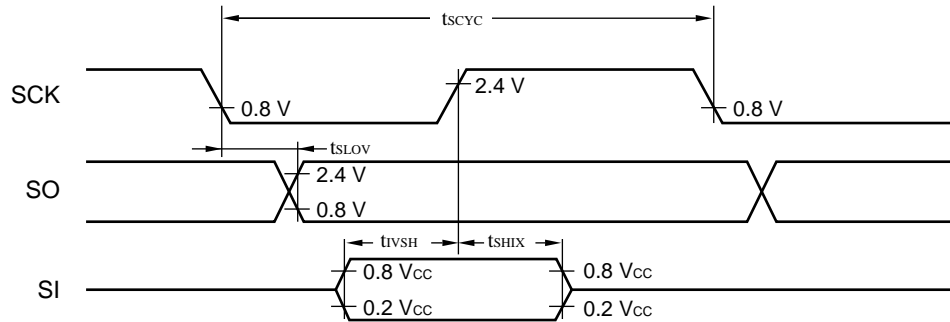 tSCYC
SCK
2.4 V
0.8 V
0.8 V
tSLOV
SO
2.4 V
0.8 V
tIVSH
tSHIX
0.8 VCC
0.8 VCC
SI
0.2 VCC
0.2 VCC